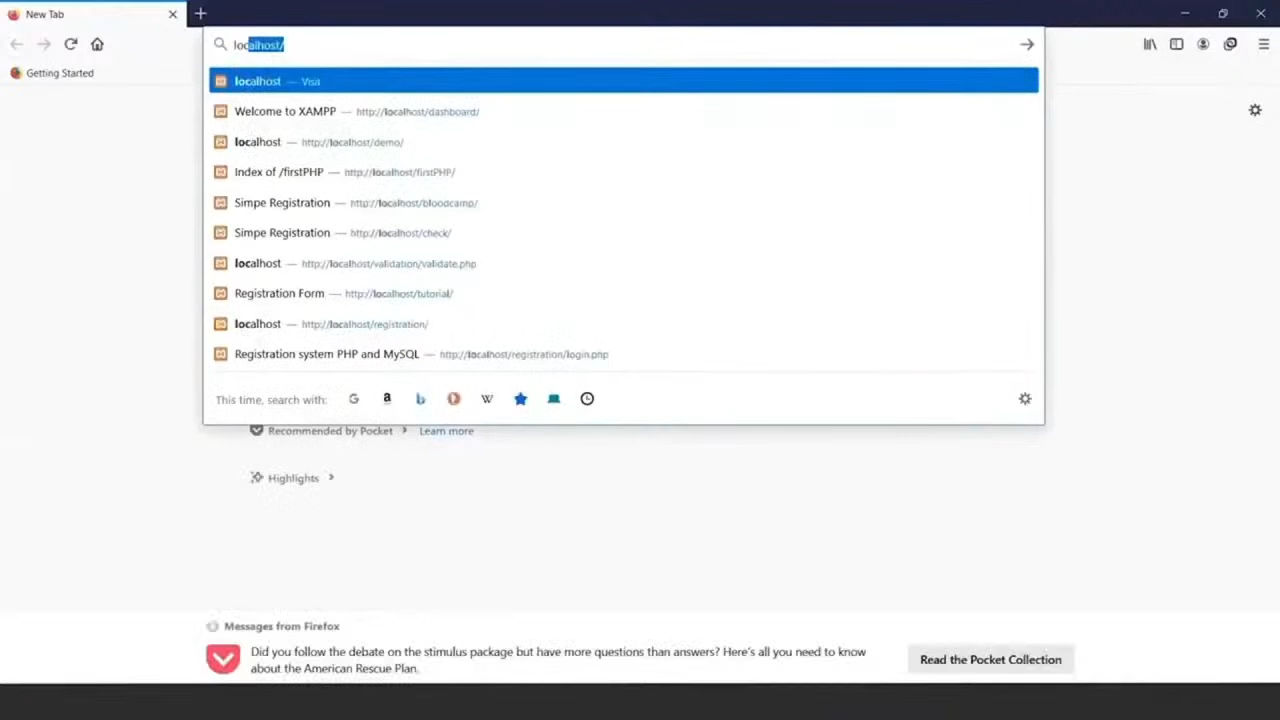 New Tab
localhost/
Getting Started
localhost — Visit
Welcome to XAMPP — http://localhost/dashboard/
localhost — http://localhost/demo/
Index of /firstPHP — http://localhost/firstPHP/
Simpe Registration — http://localhost/bloodcamp/
Simpe Registration — http://localhost/check/
localhost — http://localhost/validation/validate.php
Registration Form — http://localhost/tutorial/
localhost — http://localhost/registration/
Registration system PHP and MySQL — http://localhost/registration/login.php
This time, search with: G a b W
Recommended by Pocket > Learn more
Highlights >
Messages from Firefox
Did you follow the debate on the stimulus package but have more questions than answers? Here's all you need to know
about the American Rescue Plan.
Read the Pocket Collection